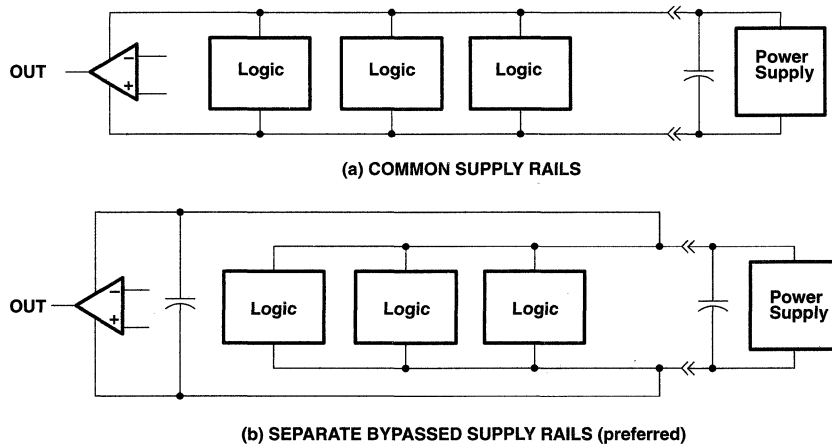 OUT
−
+
Logic
Logic
Logic
Power
Supply
(a) COMMON SUPPLY RAILS
OUT
−
+
Logic
Logic
Logic
Power
Supply
(b) SEPARATE BYPASSED SUPPLY RAILS (preferred)